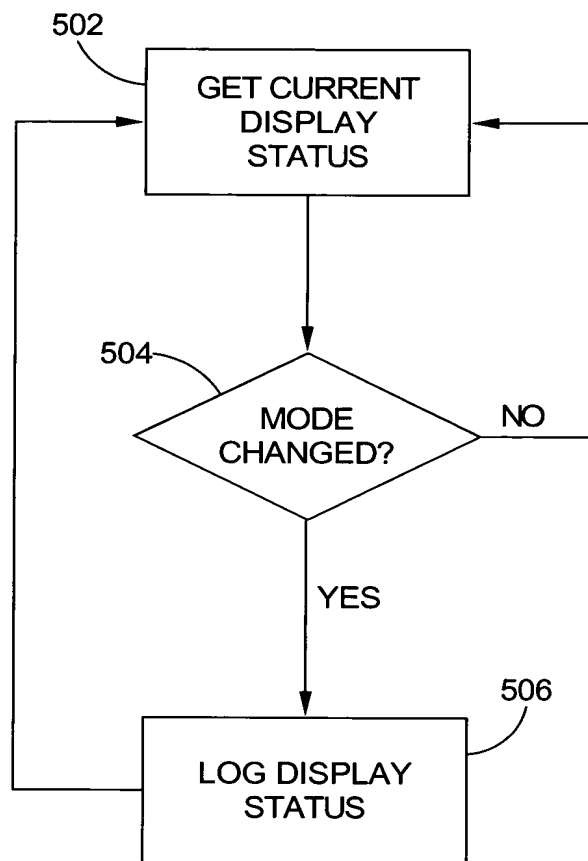 502
GET CURRENT
DISPLAY
STATUS
504
MODE
CHANGED?
NO
YES
506
LOG DISPLAY
STATUS